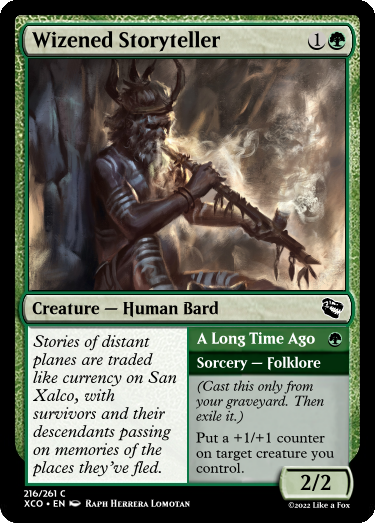 Wizened Storyteller 1
Creature — Human Bard
Stories of distant
planes are traded
like currency on San
Xalco, with
survivors and their
descendants passing
on memories of the
places they've fled.
A Long Time Ago
Sorcery — Folklore
(Cast this only from
your graveyard. Then
exile it.)
Put a +1/+1 counter
on target creature you
control.
2/2
216/261 C
XCO • EN Raph Herrera Lomotan
©2022 Like a Fox